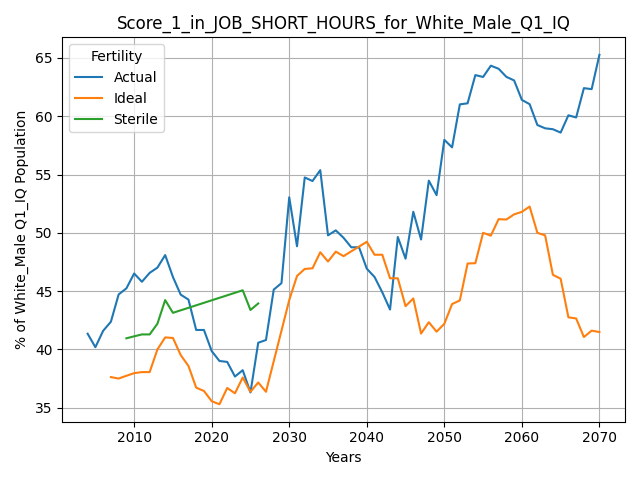 Score_1_in_JOB_SHORT_HOURS_for_White_Male_Q1_IQ
Fertility
Actual
Ideal
Sterile
% of White_Male Q1_IQ Population
65
60
55
50
45
40
35
2010
2020
2030
2040
2050
2060
2070
Years